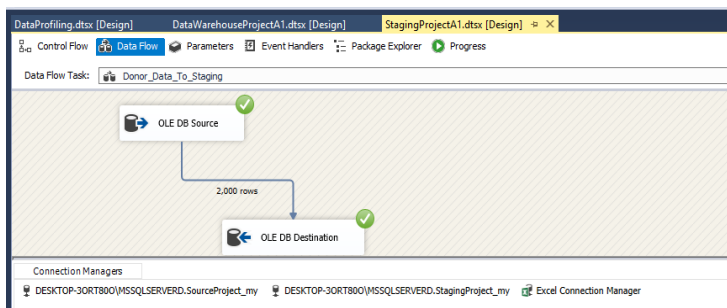 DataProfiling.dtsx [Design] DataWarehouseProjectA1.dtsx [Design] StagingProjectA1.dtsx [Design]
Control Flow Data Flow Parameters Event Handlers Package Explorer Progress
Data Flow Task: Donor_Data_To_Staging
OLE DB Source
2,000 rows
OLE DB Destination
Connection Managers
DESKTOP-3ORT80O\MSSQLSERVERD.SourceProject_my DESKTOP-3ORT80O\MSSQLSERVERD.StagingProject_my Excel Connection Manager